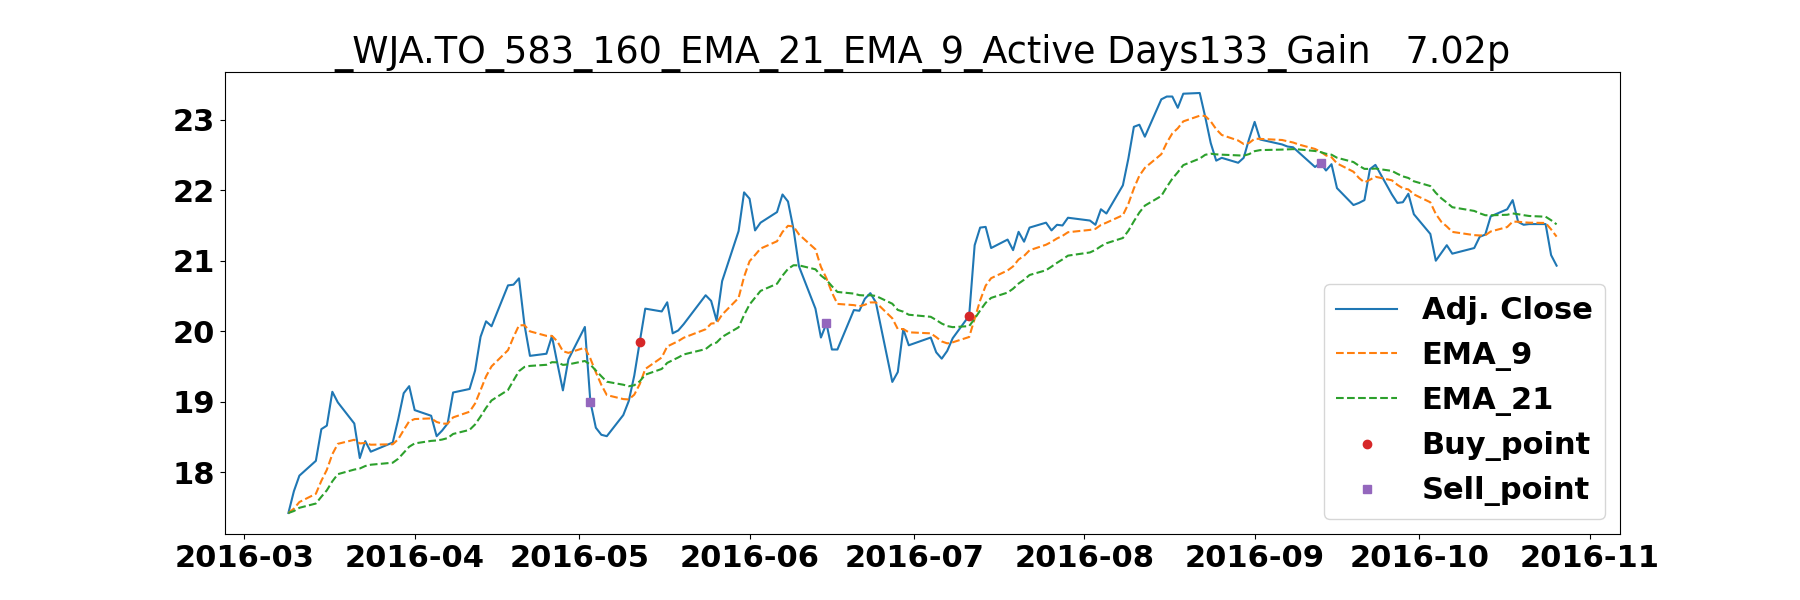 _WJA.TO_583_160_EMA_21_EMA_9_Active Days133_Gain   7.02p
23
22
21
20
19
18
2016-03 2016-04 2016-05 2016-06 2016-07 2016-08 2016-09 2016-10 2016-11
Adj. Close
EMA_9
EMA_21
Buy_point
Sell_point